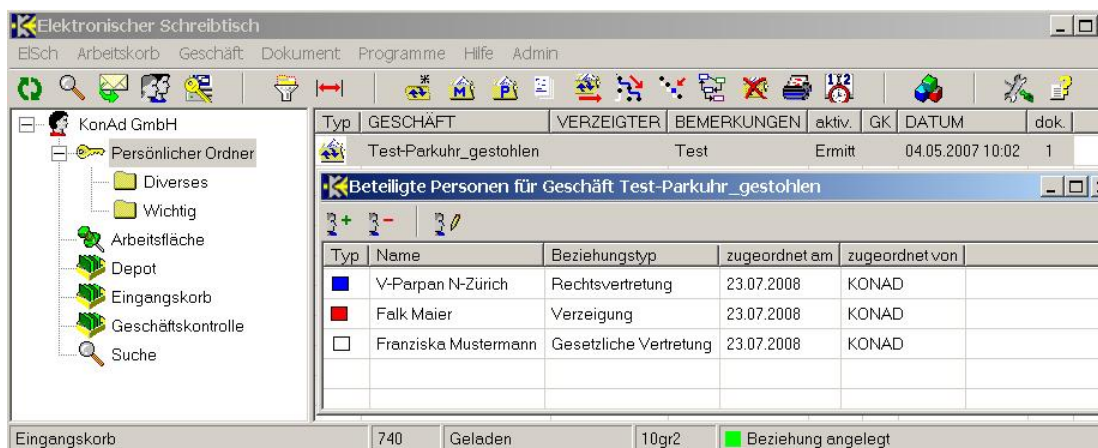 Elektronischer Schreibtisch
ElSch Arbeitskorb Geschäft Dokument Programme Hilfe Admin
M P 1X2
KonAd GmbH
Persönlicher Ordner
Diverses
Wichtig
Arbeitsfläche
Depot
Eingangskorb
Geschäftskontrolle
Suche
Typ GESCHÄFT VERZEIGTER BEMERKUNGEN aktiv. GK DATUM dok.
Test-Parkuhr_gestohlen Test Ermitt 04.05.2007 10:02 1
Beteiligte Personen für Geschäft Test-Parkuhr_gestohlen
Typ Name Beziehungstyp zugeordnet am zugeordnet von
V-Parpan N-Zürich Rechtsvertretung 23.07.2008 KONAD
Falk Maier Verzeigung 23.07.2008 KONAD
Franziska Mustermann Gesetzliche Vertretung 23.07.2008 KONAD
Eingangskorb 740 Geladen 10gr2 Beziehung angelegt